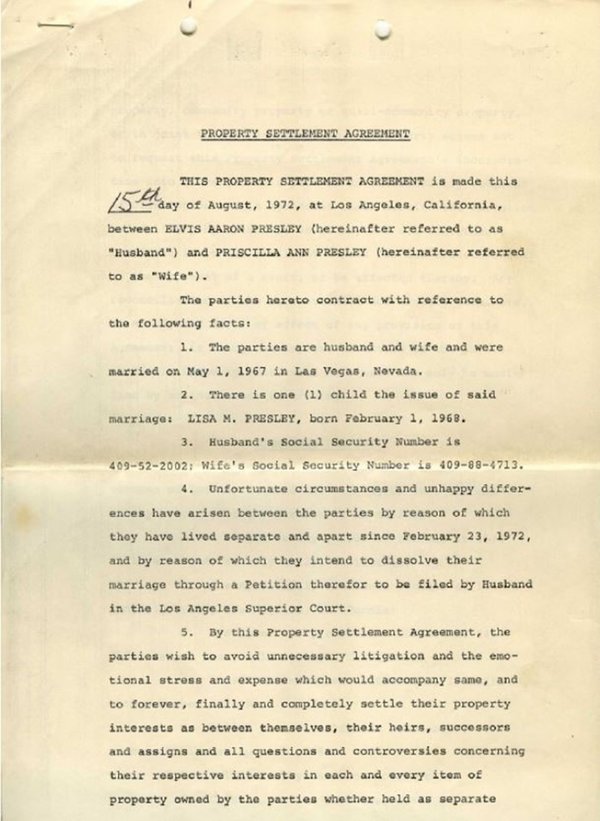 PROPERTY SETTLEMENT AGREEMENT
THIS PROPERTY SETTLEMENT AGREEMENT is made this
15th day of August, 1972, at Los Angeles, California,
between ELVIS AARON PRESLEY (hereinafter referred to as
"Husband") and PRISCILLA ANN PRESLEY (hereinafter referred
to as "Wife").
The parties hereto contract with reference to
the following facts:
1. The parties are husband and wife and were
married on May 1, 1967 in Las Vegas, Nevada.
2. There is one (1) child the issue of said
marriage: LISA M. PRESLEY, born February 1, 1968.
3. Husband's Social Security Number is
409-52-2002; Wife's Social Security Number is 409-88-4713.
4. Unfortunate circumstances and unhappy differ-
ences have arisen between the parties by reason of which
they have lived separate and apart since February 23, 1972,
and by reason of which they intend to dissolve their
marriage through a Petition therefor to be filed by Husband
in the Los Angeles Superior Court.
5. By this Property Settlement Agreement, the
parties wish to avoid unnecessary litigation and the emo-
tional stress and expense which would accompany same, and
to forever, finally and completely settle their property
interests as between themselves, their heirs, successors
and assigns and all questions and controversies concerning
their respective interests in each and every item of
property owned by the parties whether held as separate